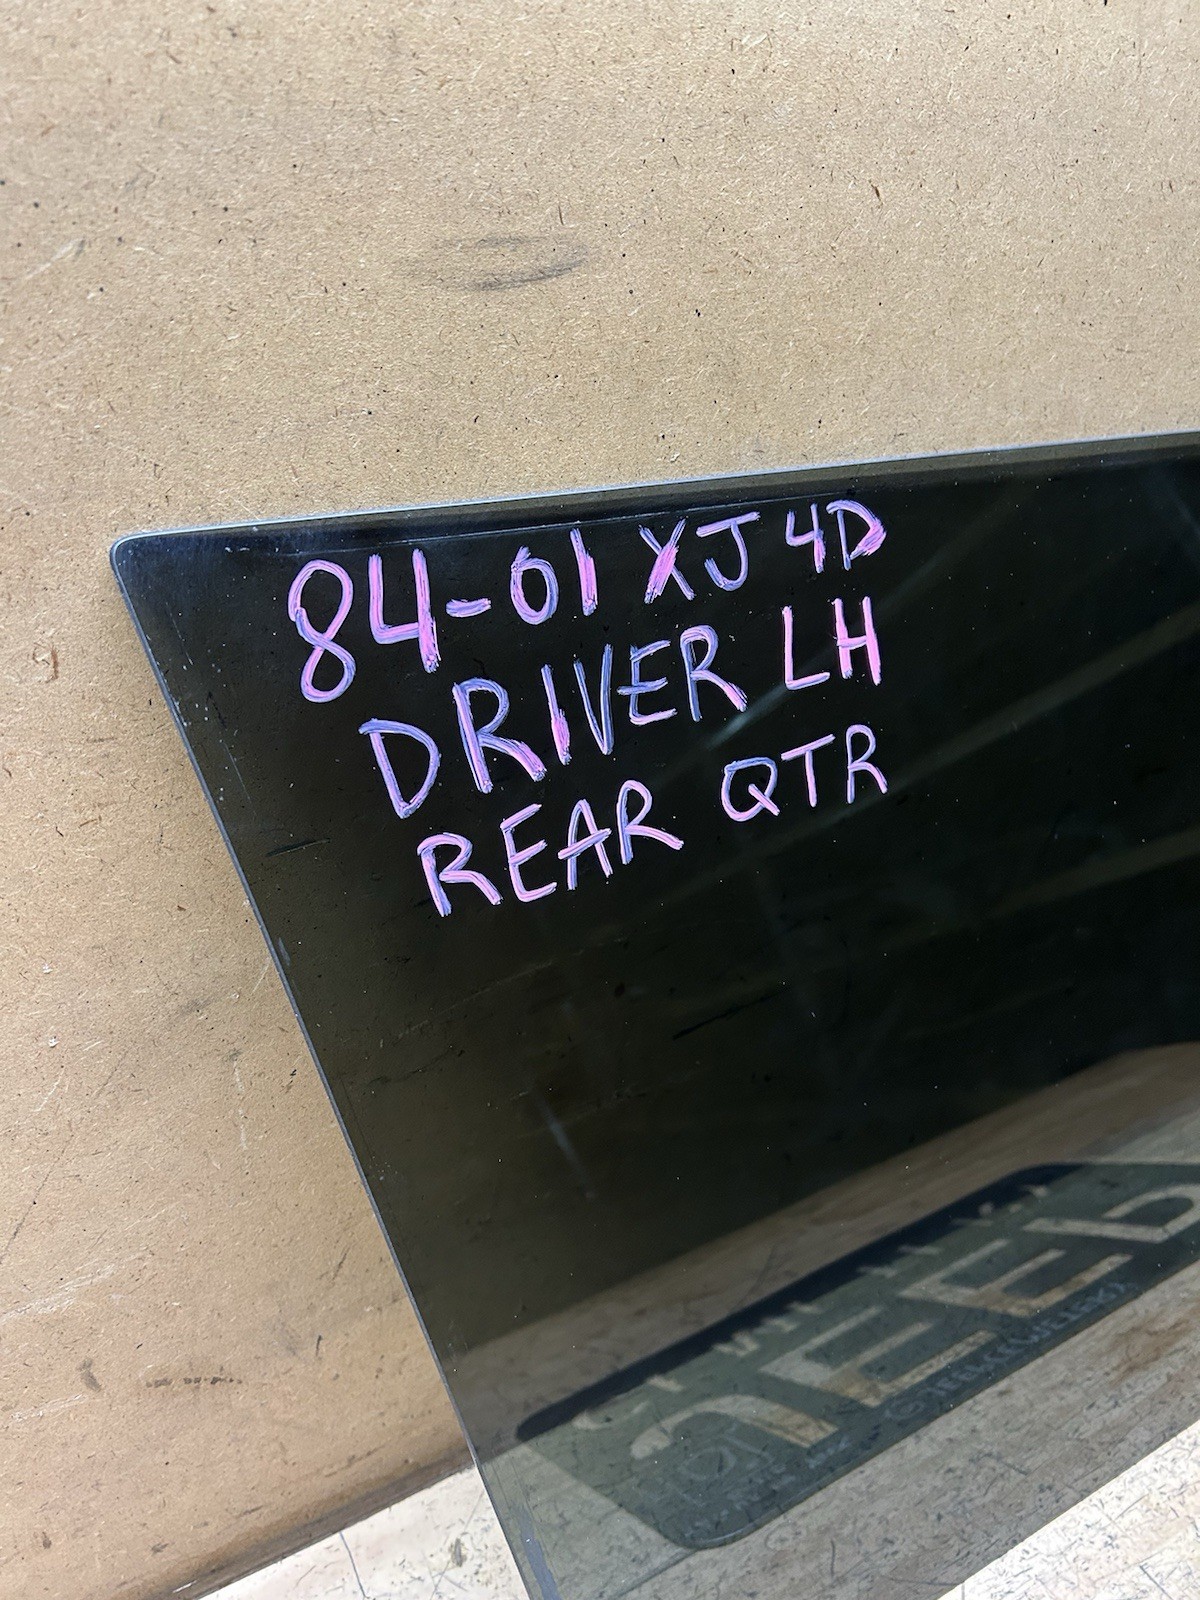 84-01 XJ 4D
DRIVER LH
REAR QTR